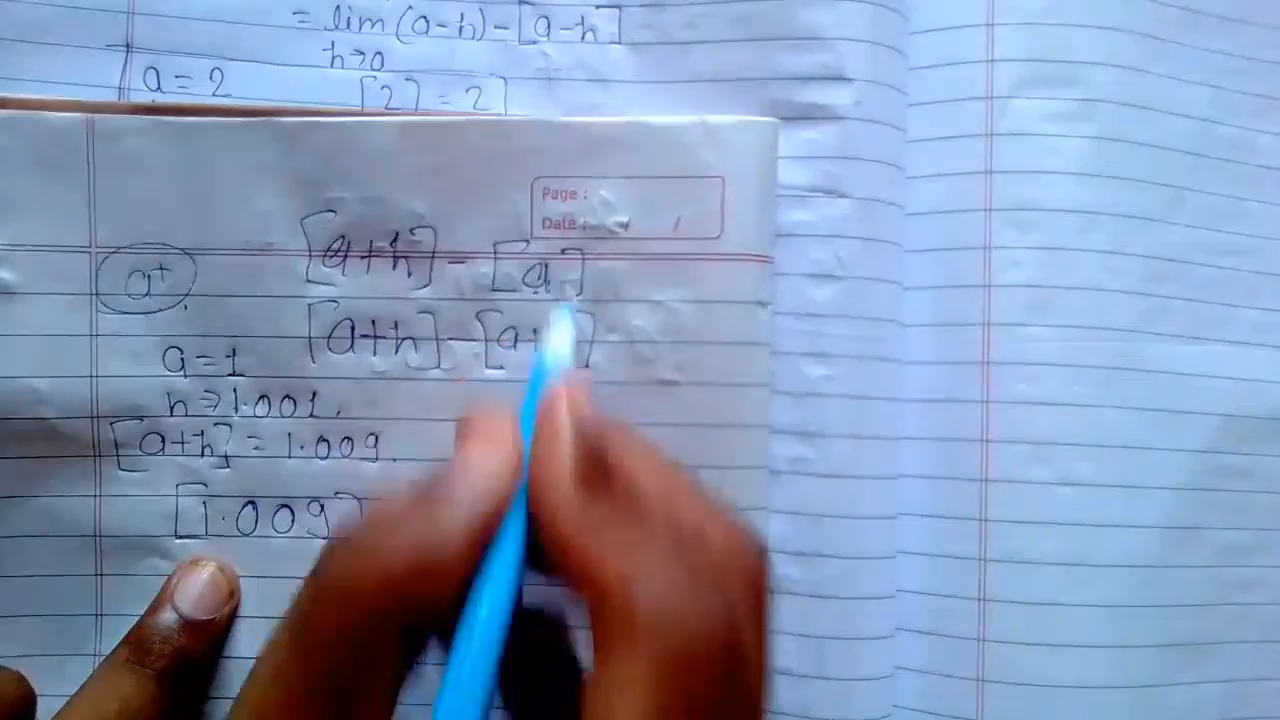 = lim (a-h) - [a-h]
h→0
a = 2 [2] = 2
Page :
Date : / /
[a+h] - [a]
a⁺
[a+h] - [a+
a = 1
h → 1.001.
[a+h] = 1.009.
[1.009]